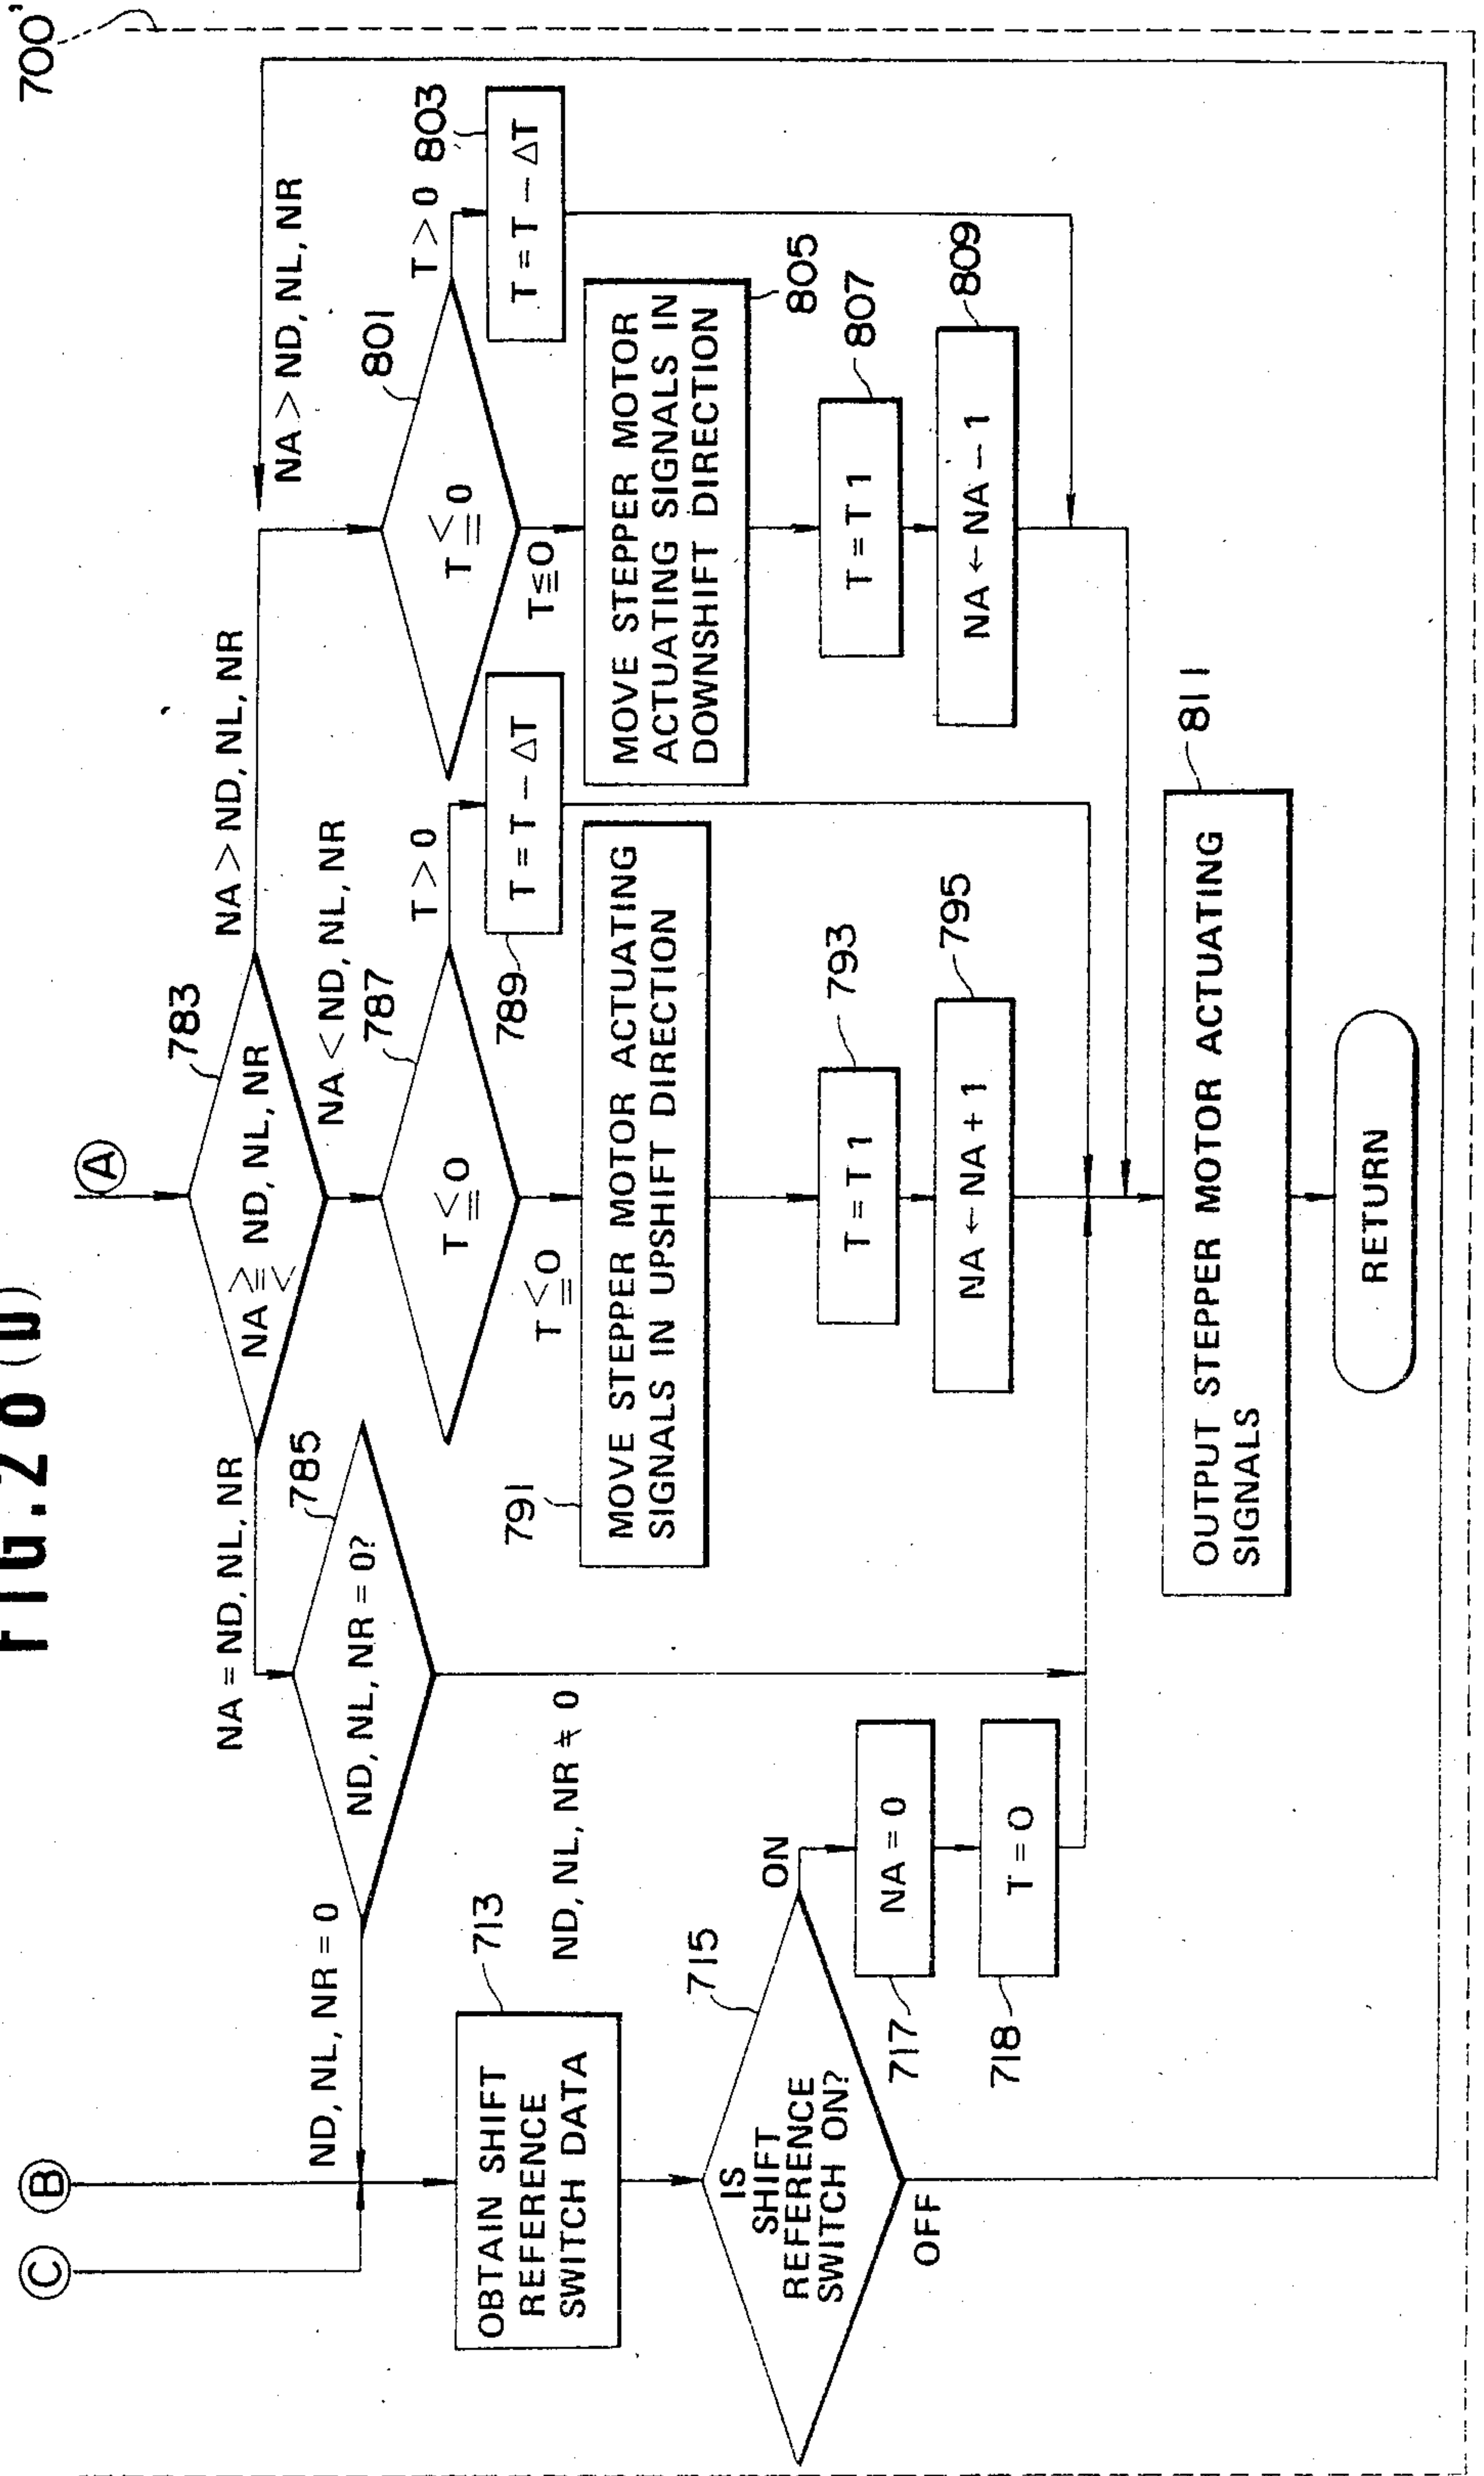 FIG. 28 (D)
700'
C
B
A
783
NA ≧< ND, NL, NR
NA = ND, NL, NR
NA > ND, NL, NR
NA > ND, NL, NR
NA < ND, NL, NR
785
ND, NL, NR = 0?
ND, NL, NR = 0
ND, NL, NR ≠ 0
787
T ≦ 0
T > 0
T ≦ 0
789
T = T − ΔT
801
T ≦ 0
T > 0
T ≦ 0
803
T = T − ΔT
713
OBTAIN SHIFT
REFERENCE
SWITCH DATA
791
MOVE STEPPER MOTOR ACTUATING
SIGNALS IN UPSHIFT DIRECTION
805
MOVE STEPPER MOTOR
ACTUATING SIGNALS IN
DOWNSHIFT DIRECTION
715
IS
SHIFT
REFERENCE
SWITCH ON?
ON
OFF
717
NA = 0
718
T = 0
793
T = T 1
795
NA ← NA + 1
807
T = T 1
809
NA ← NA − 1
811
OUTPUT STEPPER MOTOR ACTUATING
SIGNALS
RETURN